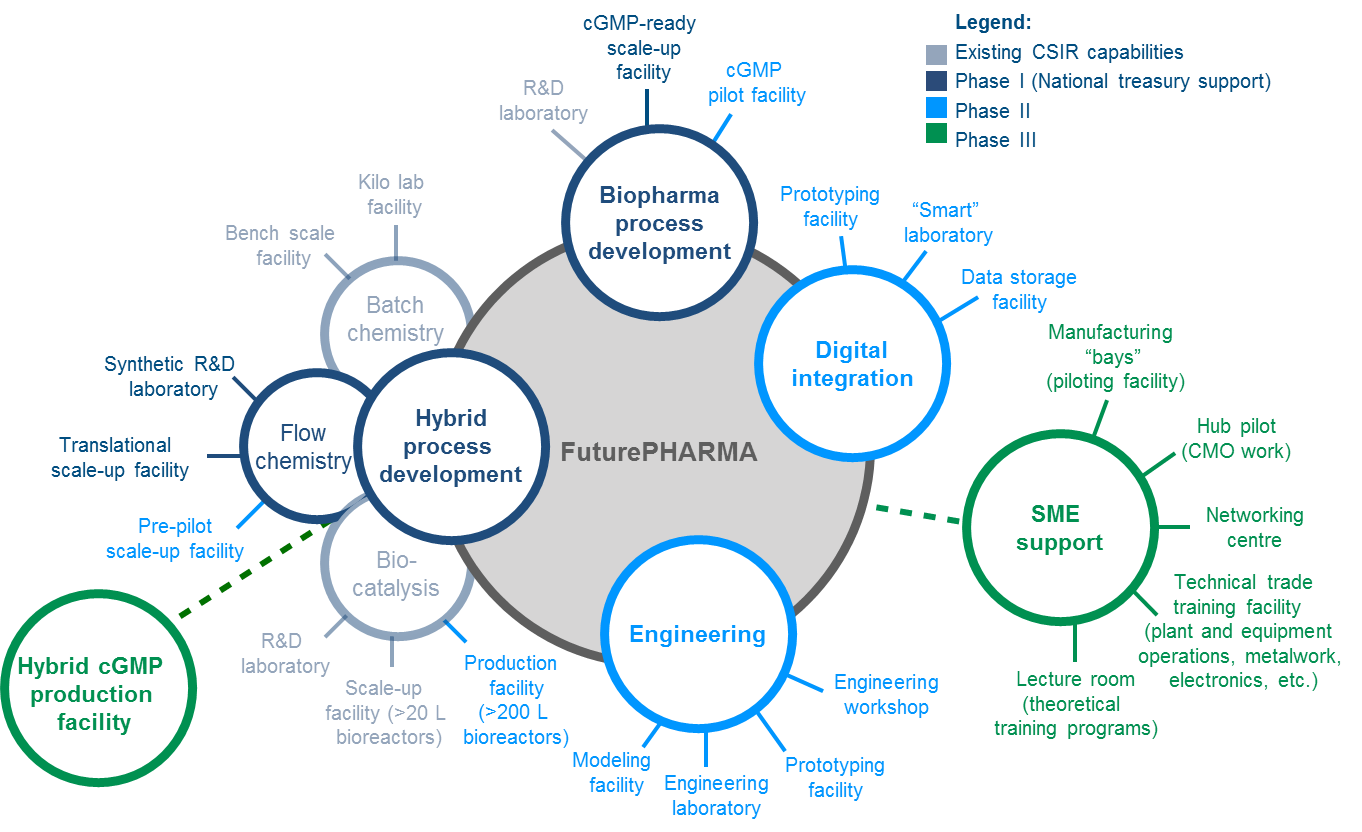 Legend:
Existing CSIR capabilities
Phase I (National treasury support)
Phase II
Phase III
cGMP-ready
scale-up
facility
cGMP
pilot facility
R&D
laboratory
Biopharma
process
development
Kilo lab
facility
Bench scale
facility
Batch
chemistry
Prototyping
facility
“Smart”
laboratory
Data storage
facility
Digital
integration
Synthetic R&D
laboratory
Translational
scale-up facility
Pre-pilot
scale-up facility
Flow
chemistry
Hybrid
process
development
FuturePHARMA
Manufacturing
“bays”
(piloting facility)
Hub pilot
(CMO work)
Networking
centre
Technical trade
training facility
(plant and equipment
operations, metalwork,
electronics, etc.)
Lecture room
(theoretical
training programs)
SME
support
Bio-
catalysis
R&D
laboratory
Scale-up
facility (>20 L
bioreactors)
Production
facility
(>200 L
bioreactors)
Hybrid cGMP
production
facility
Engineering
Engineering
workshop
Prototyping
facility
Engineering
laboratory
Modeling
facility